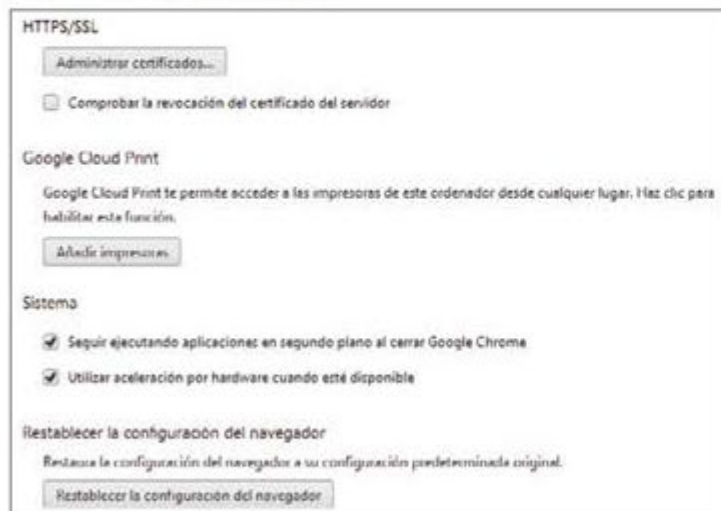 HTTPS/SSL
Administrar certificados...
Comprobar la revocación del certificado del servidor
Google Cloud Print
Google Cloud Print te permite acceder a las impresoras de este ordenador desde cualquier lugar. Haz clic para
habilitar esta función.
Añadir impresoras
Sistema
Seguir ejecutando aplicaciones en segundo plano al cerrar Google Chrome
Utilizar aceleración por hardware cuando esté disponible
Restablecer la configuración del navegador
Restaura la configuración del navegador a su configuración predeterminada original.
Restablecer la configuración del navegador